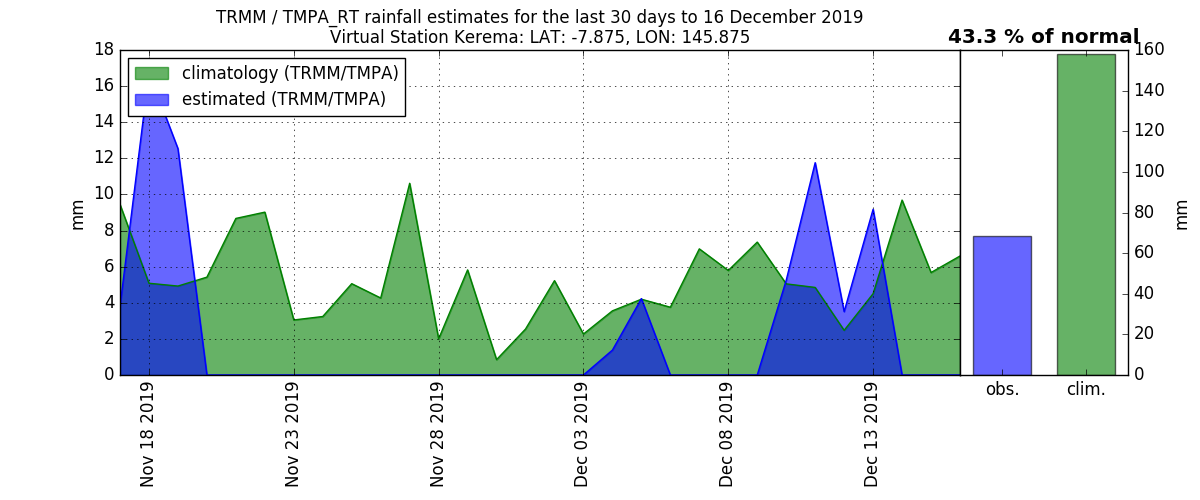 TRMM / TMPA_RT rainfall estimates for the last 30 days to 16 December 2019
Virtual Station Kerema: LAT: -7.875, LON: 145.875
43.3 % of normal
climatology (TRMM/TMPA)
estimated (TRMM/TMPA)
18
16
14
12
10
8
6
4
2
0
mm
Nov 18 2019
Nov 23 2019
Nov 28 2019
Dec 03 2019
Dec 08 2019
Dec 13 2019
160
140
120
100
80
60
40
20
0
mm
obs.
clim.